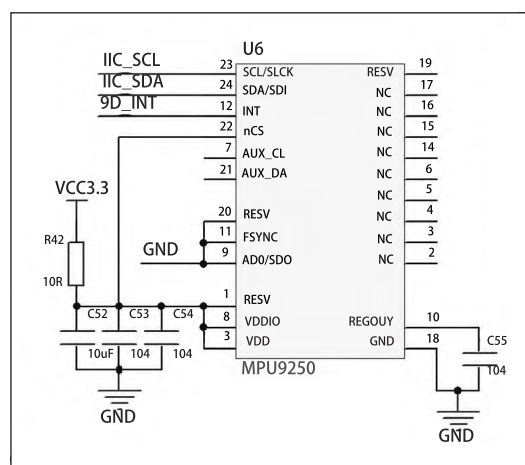 U6
IIC_SCL 23 SCL/SLCK RESV 19
IIC_SDA 24 SDA/SDI NC 17
9D_INT 12 INT NC 16
22 nCS NC 15
7 AUX_CL NC 14
21 AUX_DA NC 6
NC 5
VCC3.3
20 RESV NC 4
R42 GND 11 FSYNC NC 3
10R 9 AD0/SDO NC 2
1 RESV
C52 C53 C54 8 VDDIO REGOUY 10
10uF 104 104 3 VDD GND 18 C55
MPU9250 104
GND GND